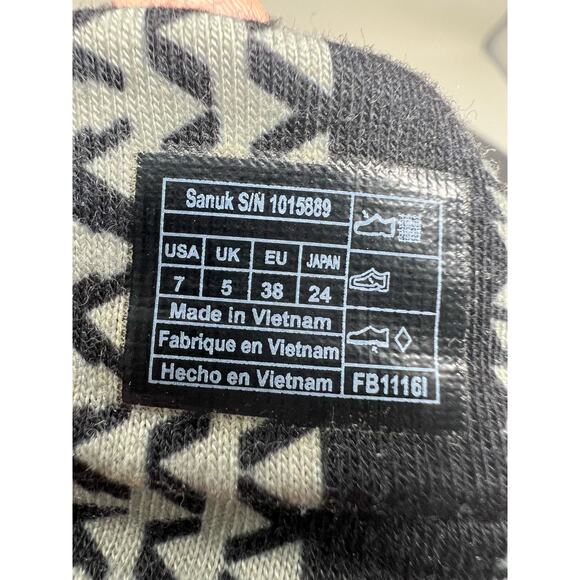 Sanuk S/N 1015889
USA UK EU JAPAN
7 5 38 24
Made in Vietnam
Fabrique en Vietnam
Hecho en Vietnam FB1116I